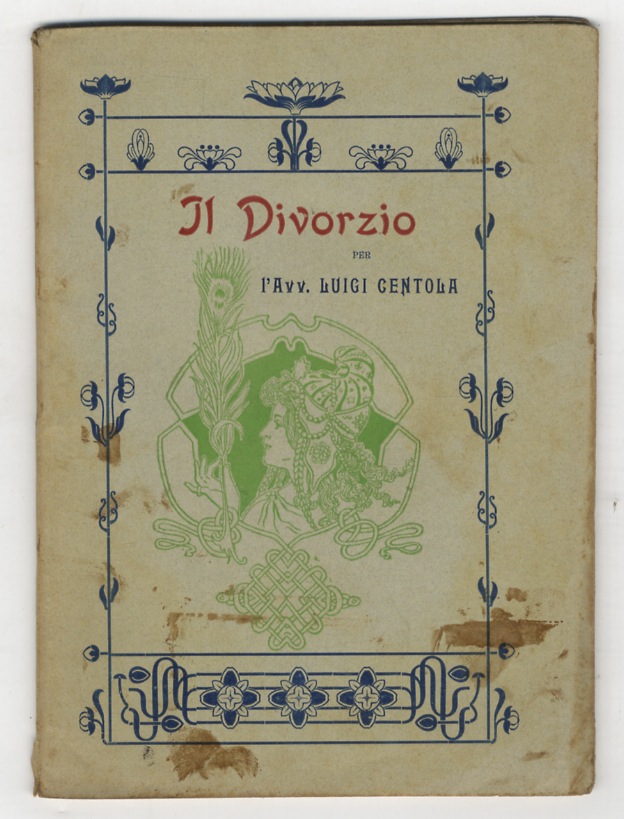 Il Divorzio
PER
l'Avv. LUIGI CENTOLA